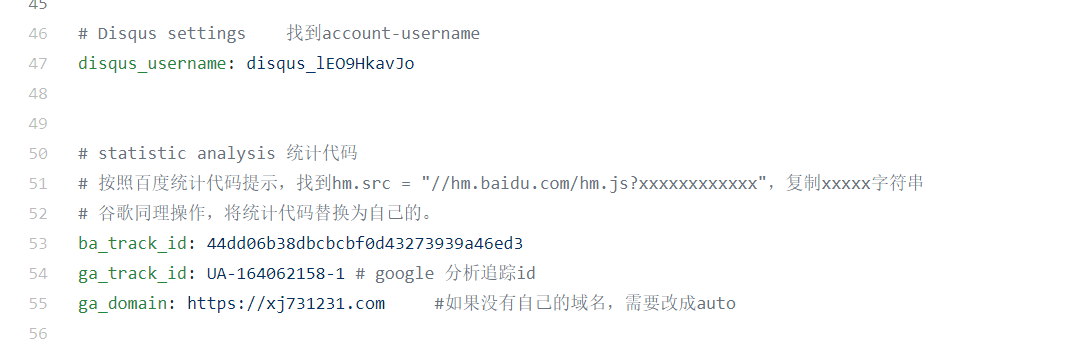 45
46 # Disqus settings    找到account-username
47 disqus_username: disqus_lEO9HkavJo
48
49
50 # statistic analysis 统计代码
51 # 按照百度统计代码提示，找到hm.src = "//hm.baidu.com/hm.js?xxxxxxxxxxxx"，复制xxxxx字符串
52 # 谷歌同理操作，将统计代码替换为自己的。
53 ba_track_id: 44dd06b38dbcbcbf0d43273939a46ed3
54 ga_track_id: UA-164062158-1 # google 分析追踪id
55 ga_domain: https://xj731231.com     #如果没有自己的域名，需要改成auto
56